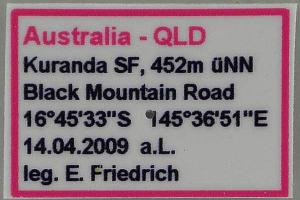 Australia - QLD
Kuranda SF, 452m üNN
Black Mountain Road
16°45'33"S 145°36'51"E
14.04.2009 a.L.
leg. E. Friedrich